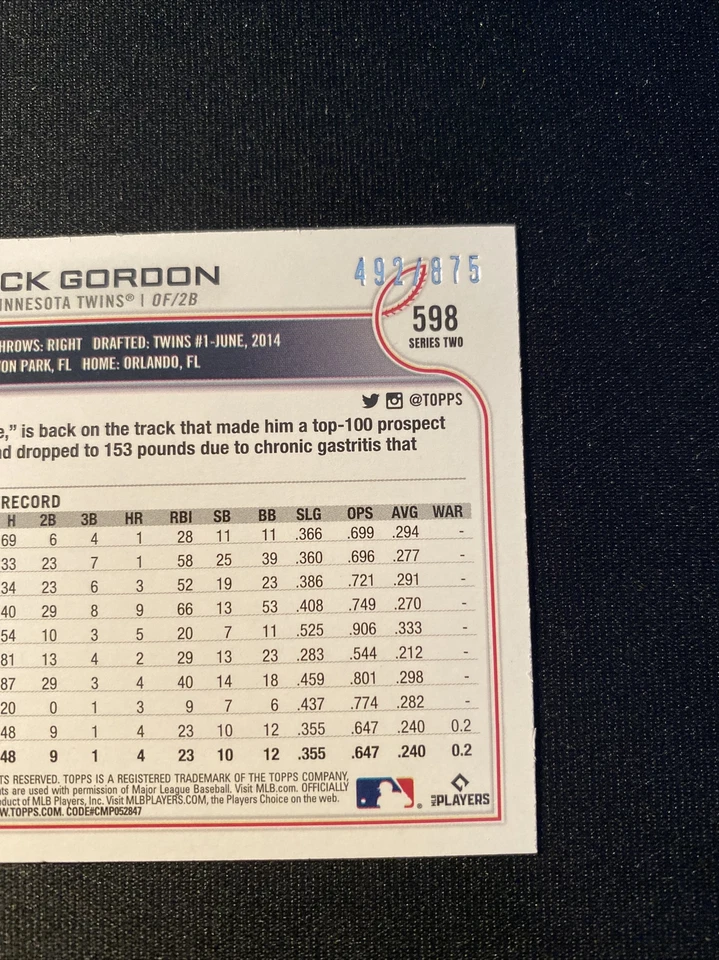 CK GORDON
492/875
INNESOTA TWINS® | OF/2B
598
SERIES TWO
HROWS: RIGHT DRAFTED: TWINS #1-JUNE, 2014
ON PARK, FL HOME: ORLANDO, FL
@TOPPS
e," is back on the track that made him a top-100 prospect
d dropped to 153 pounds due to chronic gastritis that
RECORD
H 2B 3B HR RBI SB BB SLG OPS AVG WAR
69 6 4 1 28 11 11 .366 .699 .294 -
33 23 7 1 58 25 39 .360 .696 .277 -
34 23 6 3 52 19 23 .386 .721 .291 -
40 29 8 9 66 13 53 .408 .749 .270 -
54 10 3 5 20 7 11 .525 .906 .333 -
81 13 4 2 29 13 23 .283 .544 .212 -
87 29 3 4 40 14 18 .459 .801 .298 -
20 0 1 3 9 7 6 .437 .774 .282 -
48 9 1 4 23 10 12 .355 .647 .240 0.2
48 9 1 4 23 10 12 .355 .647 .240 0.2
TS RESERVED. TOPPS IS A REGISTERED TRADEMARK OF THE TOPPS COMPANY,
ts are used with permission of Major League Baseball. Visit MLB.com. OFFICIALLY
duct of MLB Players, Inc. Visit MLBPLAYERS.COM, the Players Choice on the web.
W.TOPPS.COM. CODE#CMP052847
MLB PLAYERS